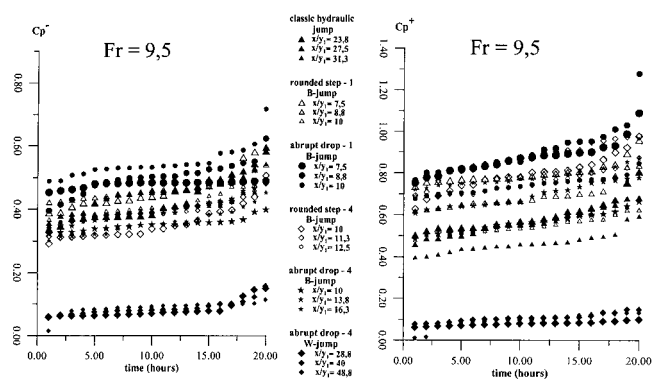 Cp-
Fr = 9,5
0.80
0.60
0.40
0.20
0.00
0.00
5.00
10.00
15.00
20.00
time (hours)
classic hydraulic
jump
▲ x/y1= 23,8
▲ x/y1= 27,5
▲ x/y1= 31,3
rounded step - 1
B-jump
△ x/y1= 7,5
△ x/y1= 8,8
△ x/y1= 10
abrupt drop - 1
B-jump
● x/y1= 7,5
● x/y1= 8,8
● x/y1= 10
rounded step - 4
B-jump
◇ x/y1= 10
◇ x/y1= 11,3
○ x/y1= 12,5
abrupt drop - 4
B-jump
★ x/y1= 10
★ x/y1= 13,8
★ x/y1= 16,3
abrupt drop - 4
W-jump
◆ x/y1= 28,8
◆ x/y1= 40
◆ x/y1= 48,8
Cp+
Fr = 9,5
1.40
1.20
1.00
0.80
0.60
0.40
0.20
0.00
0.00
5.00
10.00
15.00
20.00
time (hours)